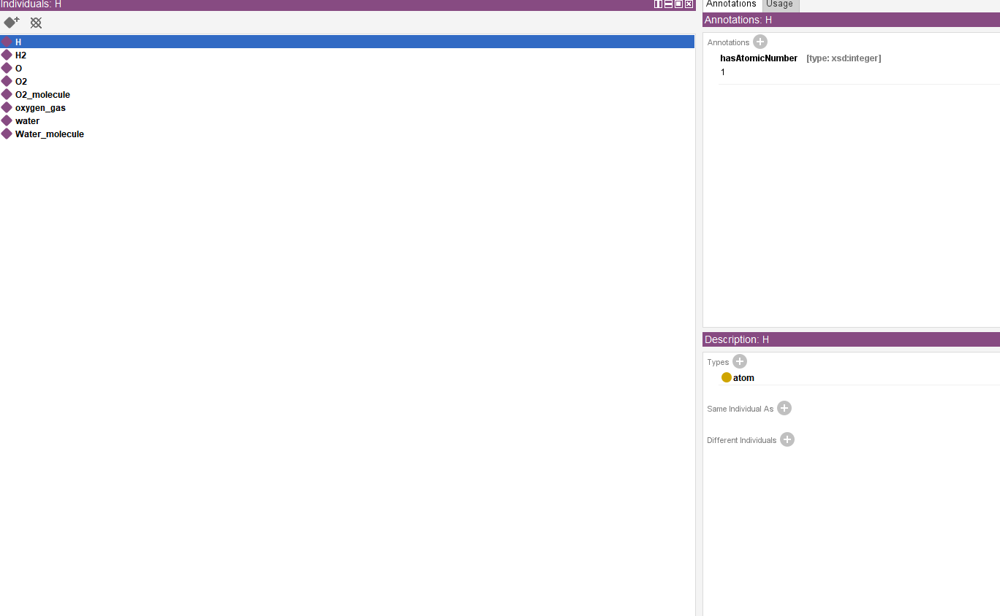 Individuals: H
H
H2
O
O2
O2_molecule
oxygen_gas
water
Water_molecule
Annotations Usage
Annotations: H
Annotations
hasAtomicNumber [type: xsd:integer]
1
Description: H
Types
atom
Same Individual As
Different Individuals